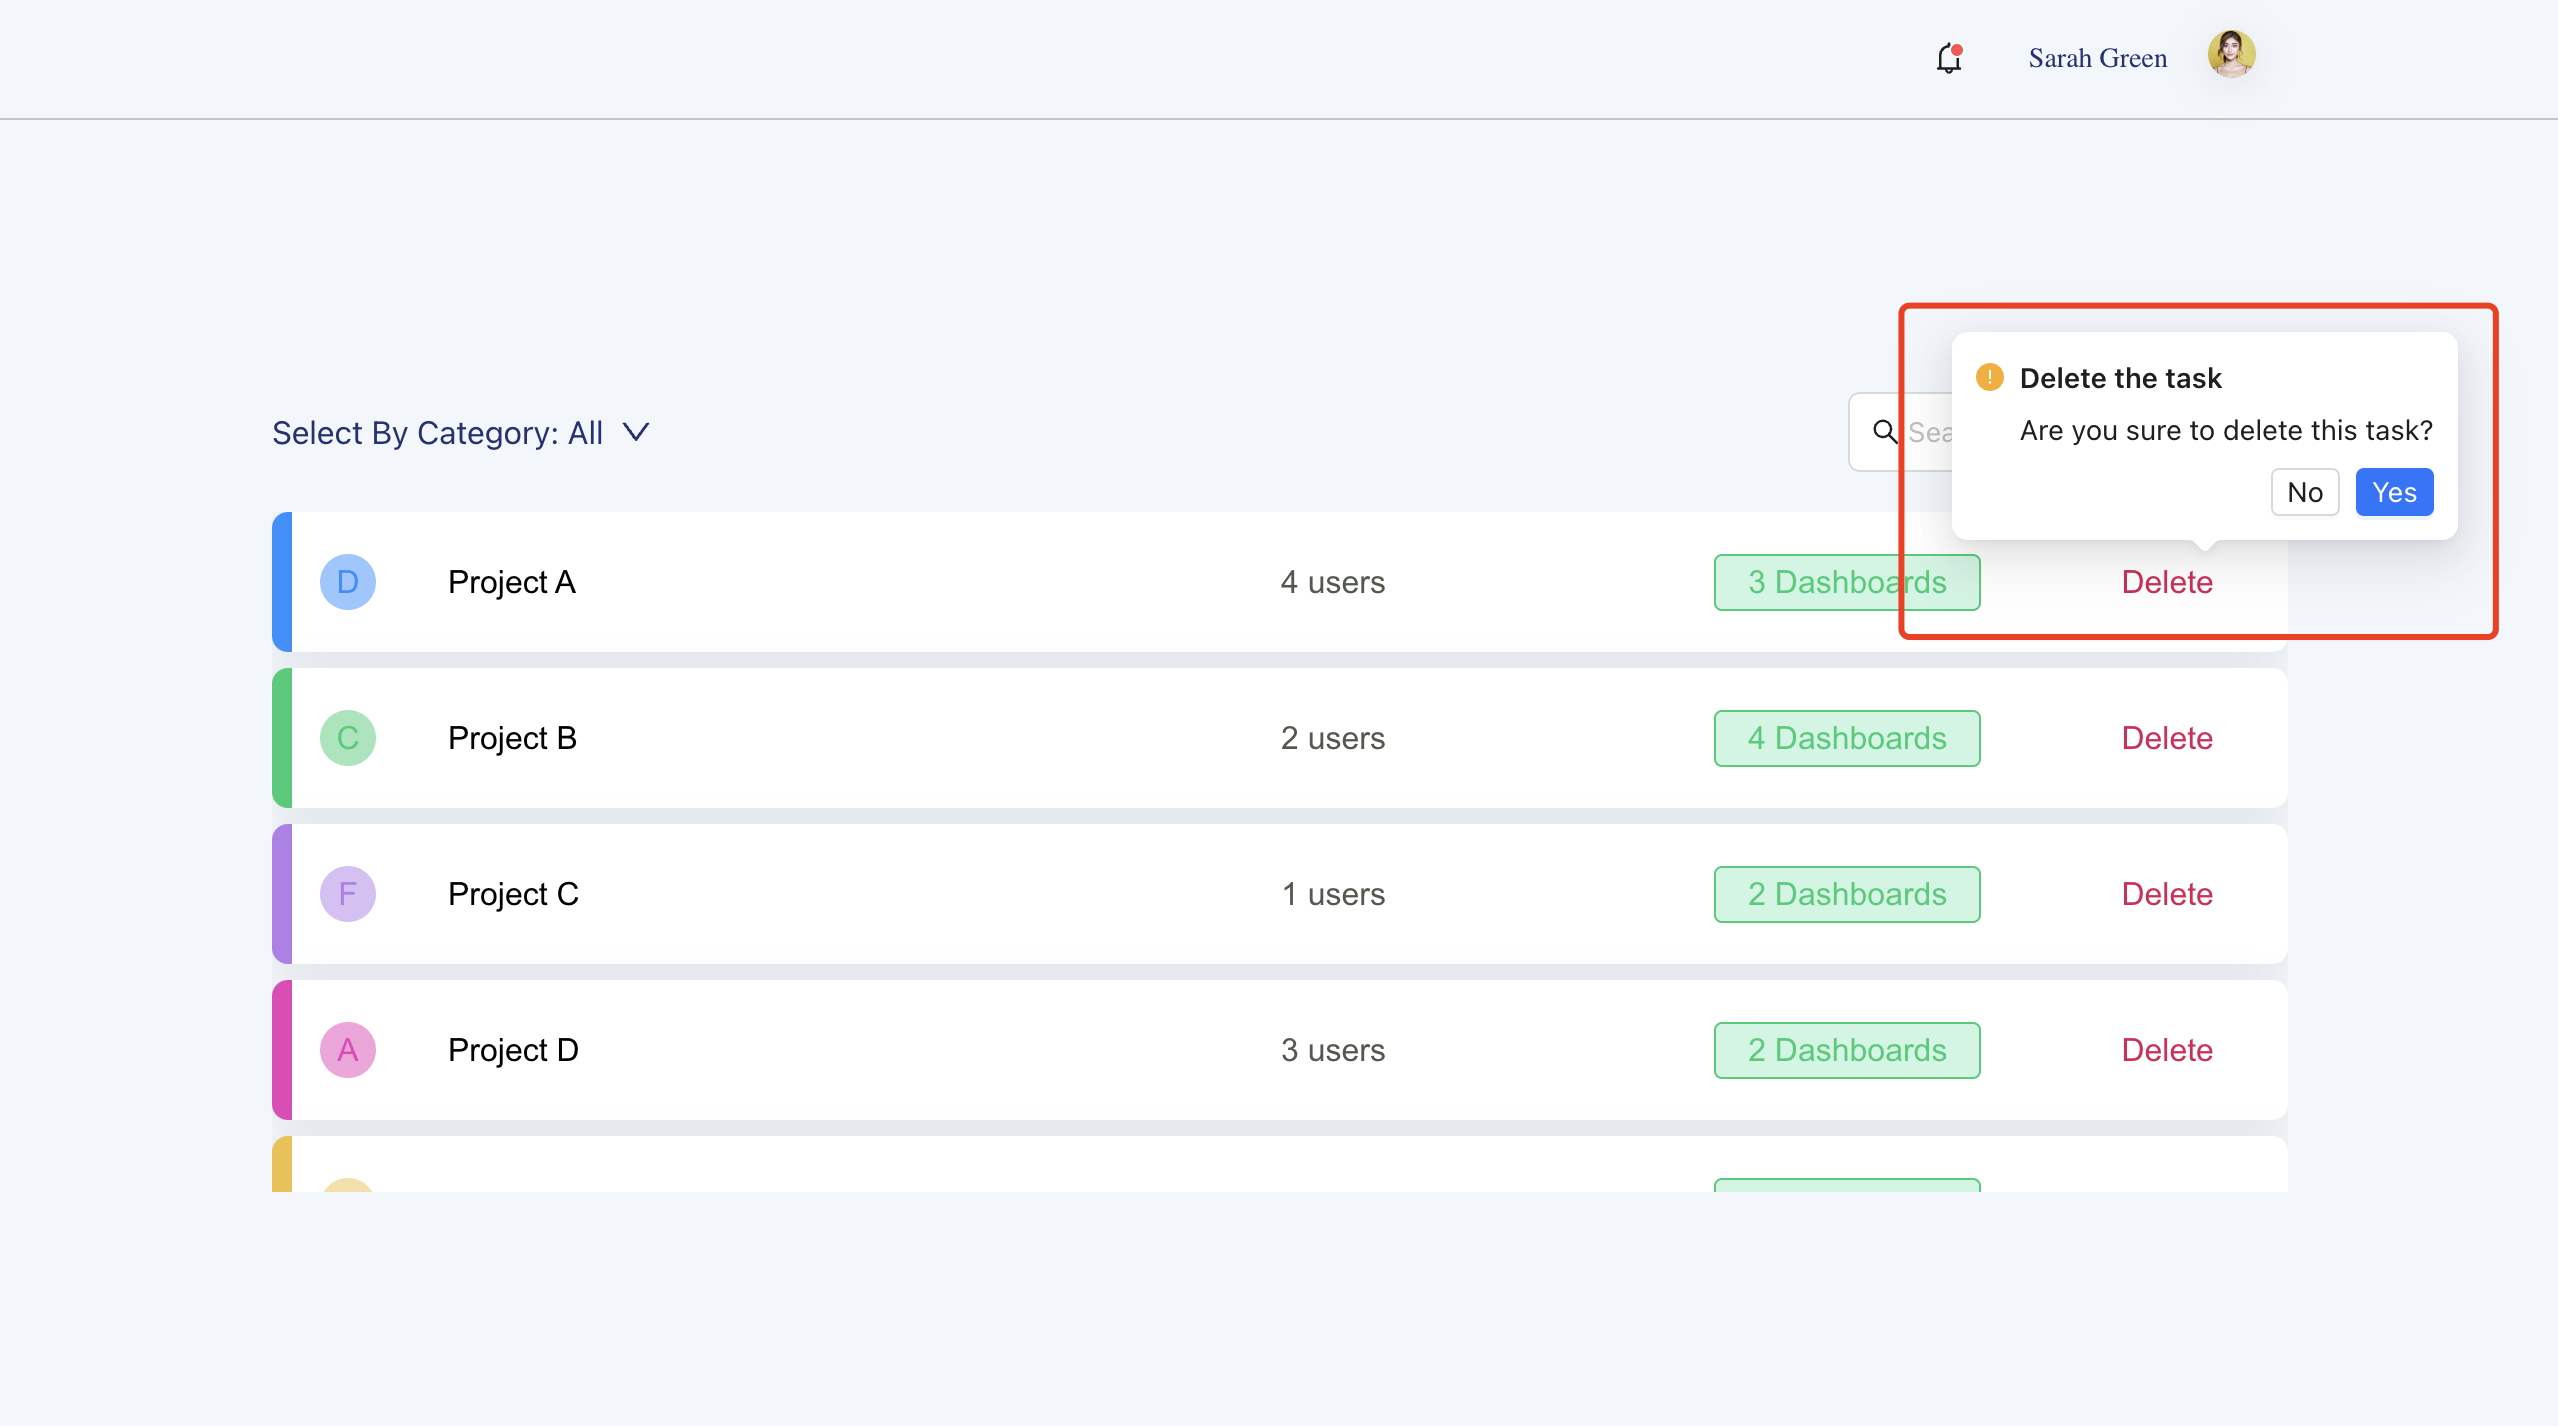 Sarah Green
Delete the task
Are you sure to delete this task?
No Yes
Select By Category: All
D Project A 4 users 3 Dashboards Delete
C Project B 2 users 4 Dashboards Delete
F Project C 1 users 2 Dashboards Delete
A Project D 3 users 2 Dashboards Delete